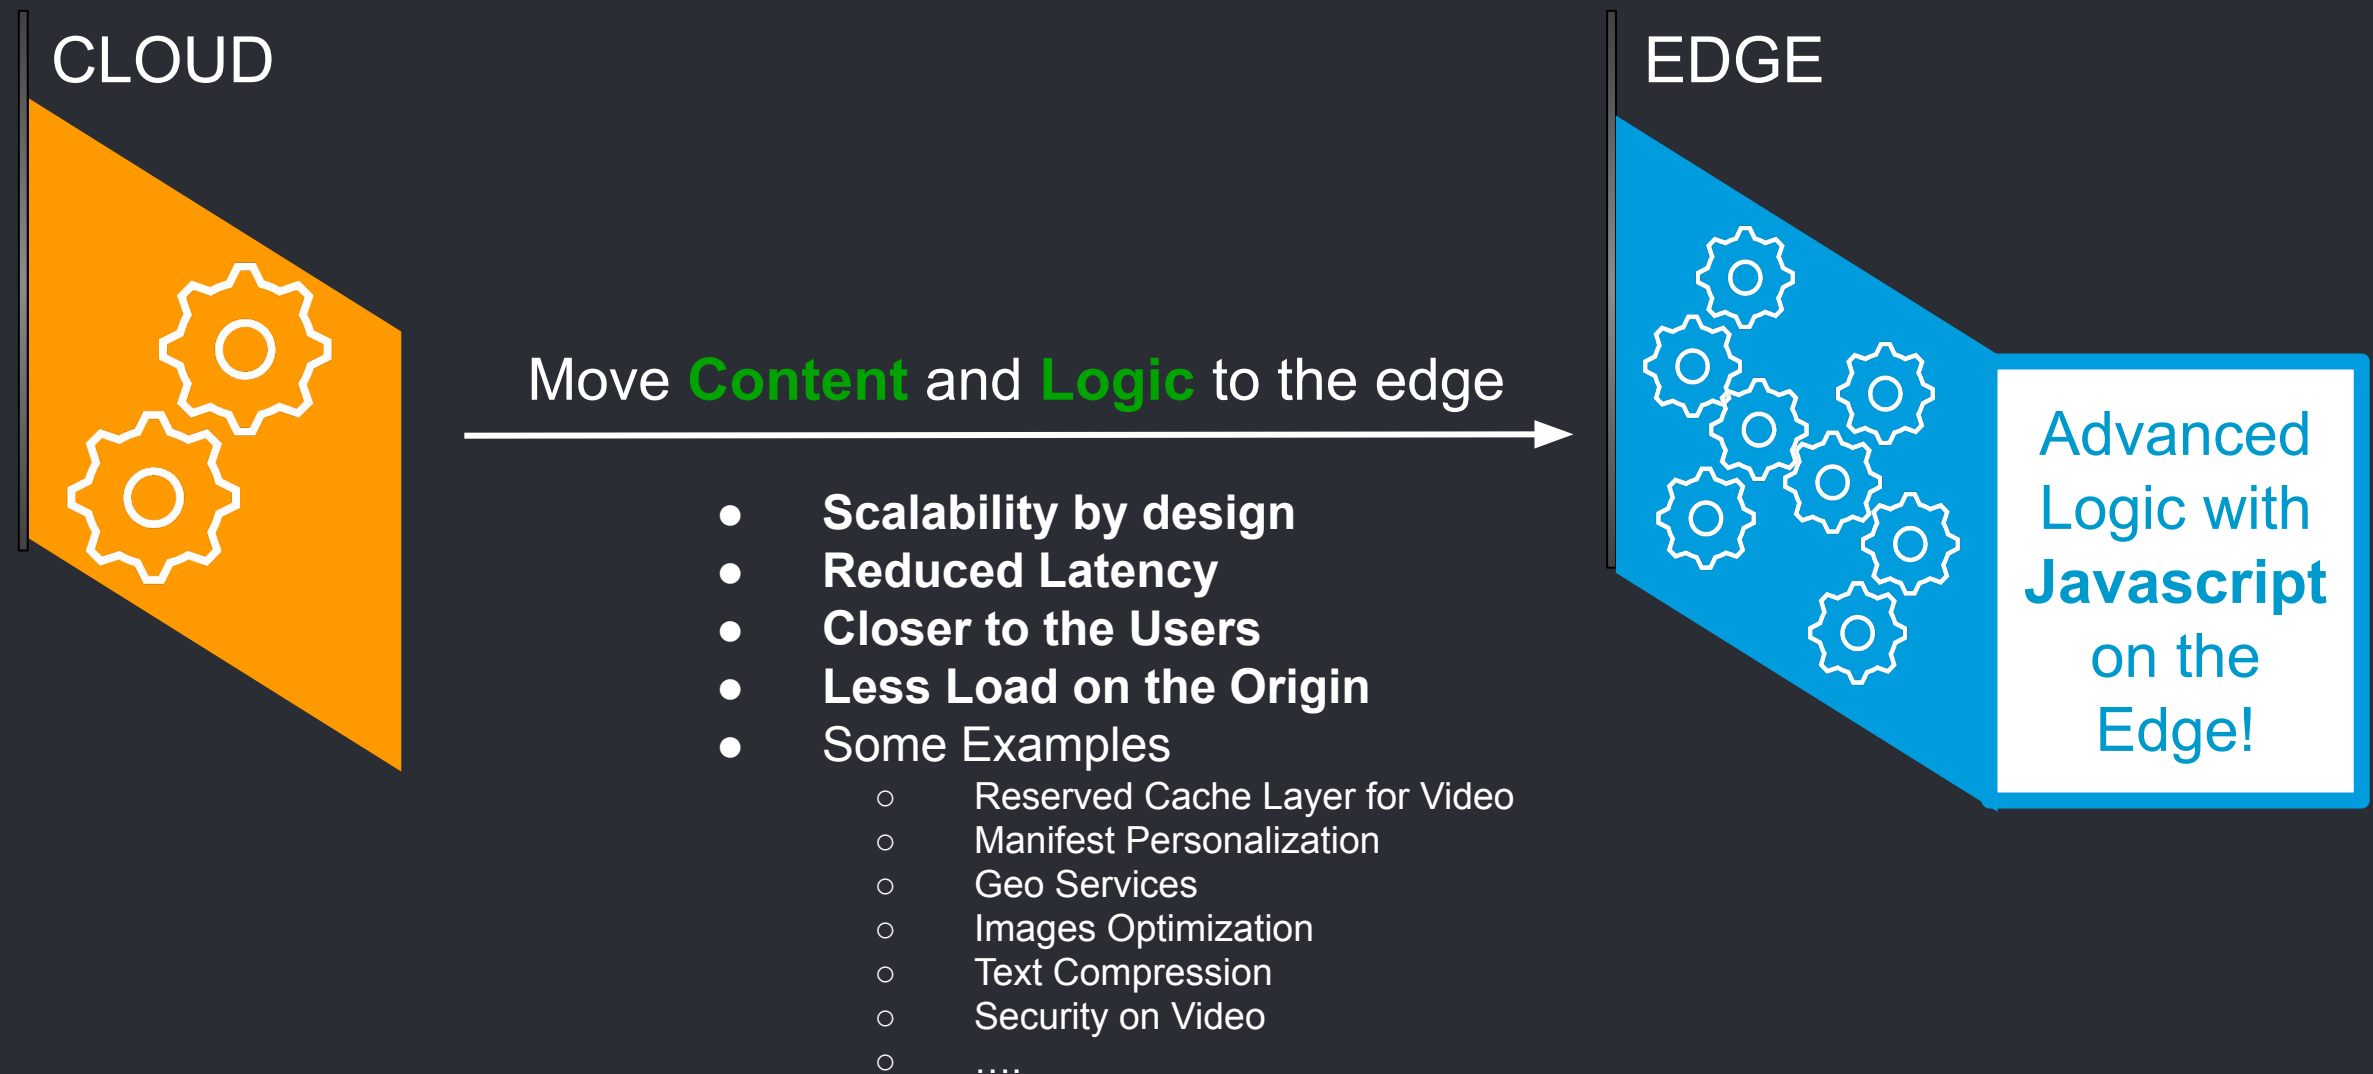 CLOUD
EDGE
Move Content and Logic to the edge
● Scalability by design
● Reduced Latency
● Closer to the Users
● Less Load on the Origin
● Some Examples
○ Reserved Cache Layer for Video
○ Manifest Personalization
○ Geo Services
○ Images Optimization
○ Text Compression
○ Security on Video
○ ....
Advanced
Logic with
Javascript
on the
Edge!